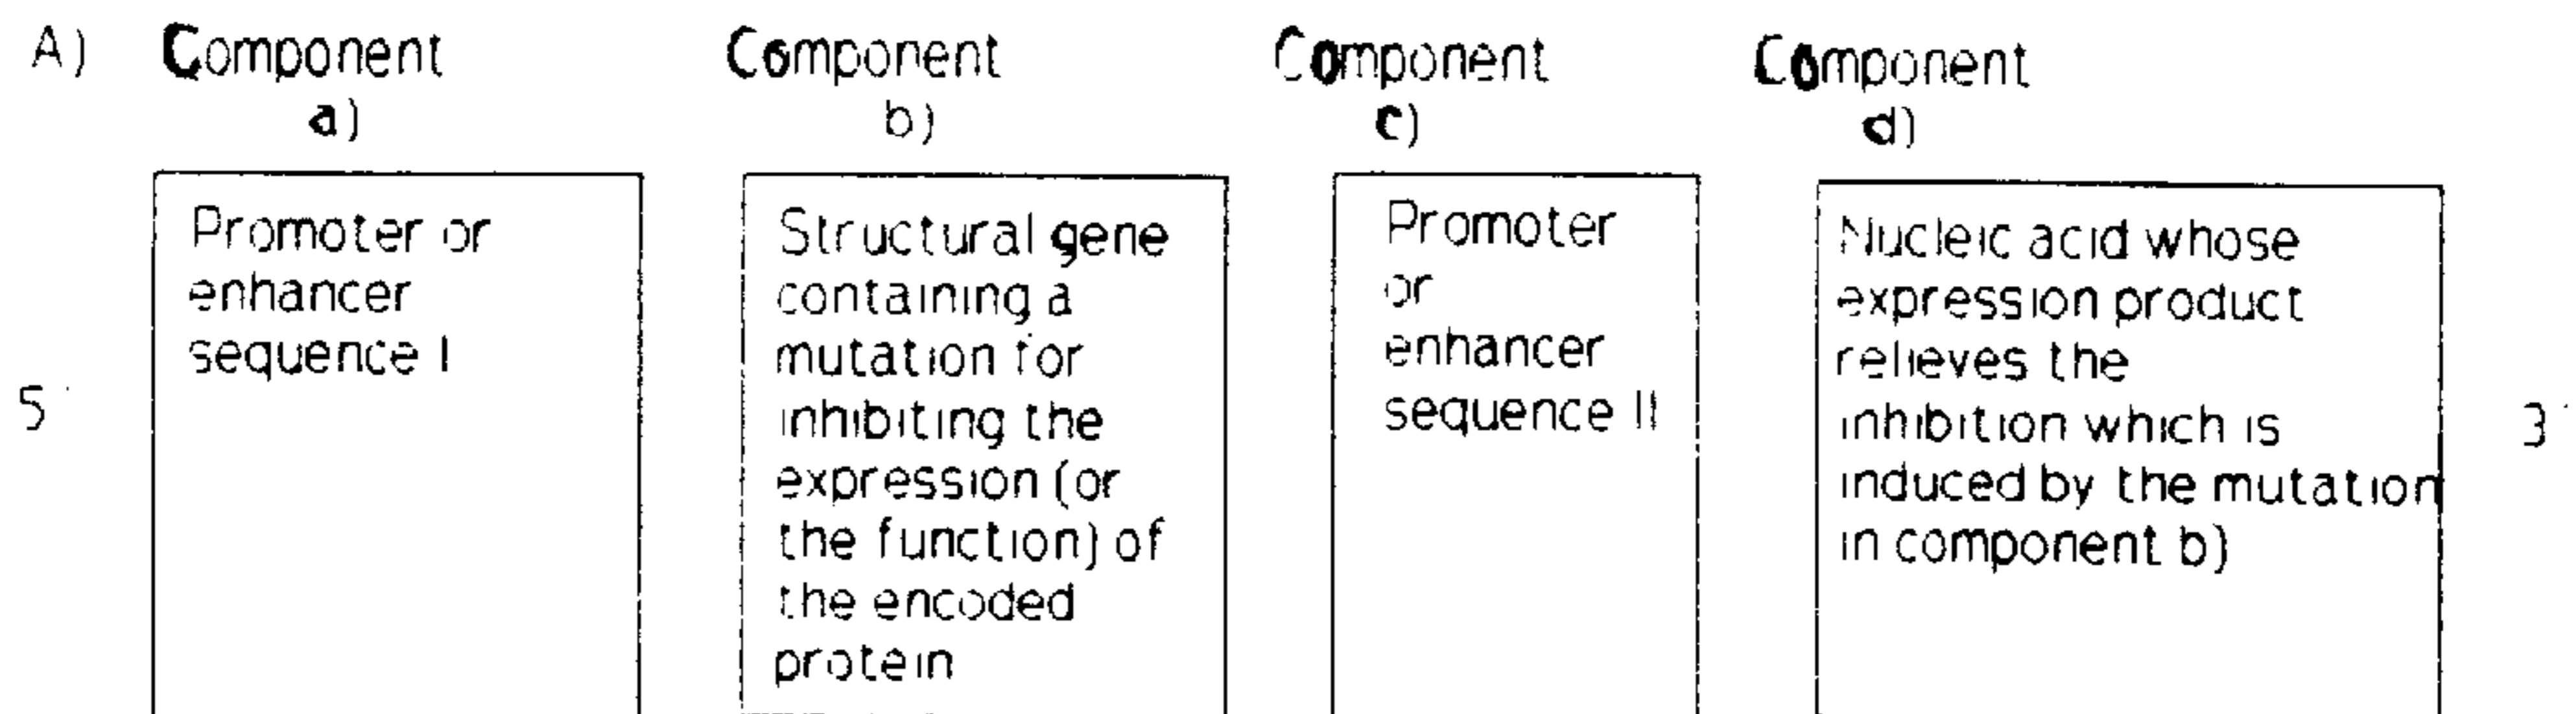 A) Component Component Component Component
a) b) c) d)
Promoter or
enhancer
sequence I
Structural gene
containing a
mutation for
inhibiting the
expression (or
the function) of
the encoded
protein
Promoter
or
enhancer
sequence II
Nucleic acid whose
expression product
relieves the
inhibition which is
induced by the mutation
in component b)
5'
3'